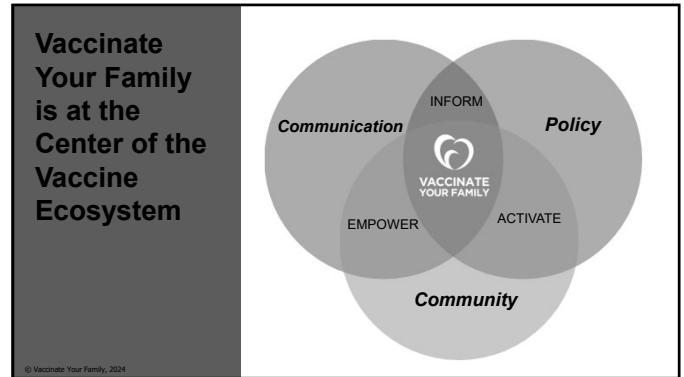 Vaccinate
Your Family
is at the
Center of the
Vaccine
Ecosystem
INFORM
Communication
Policy
VACCINATE
YOUR FAMILY
EMPOWER
ACTIVATE
Community
© Vaccinate Your Family, 2024